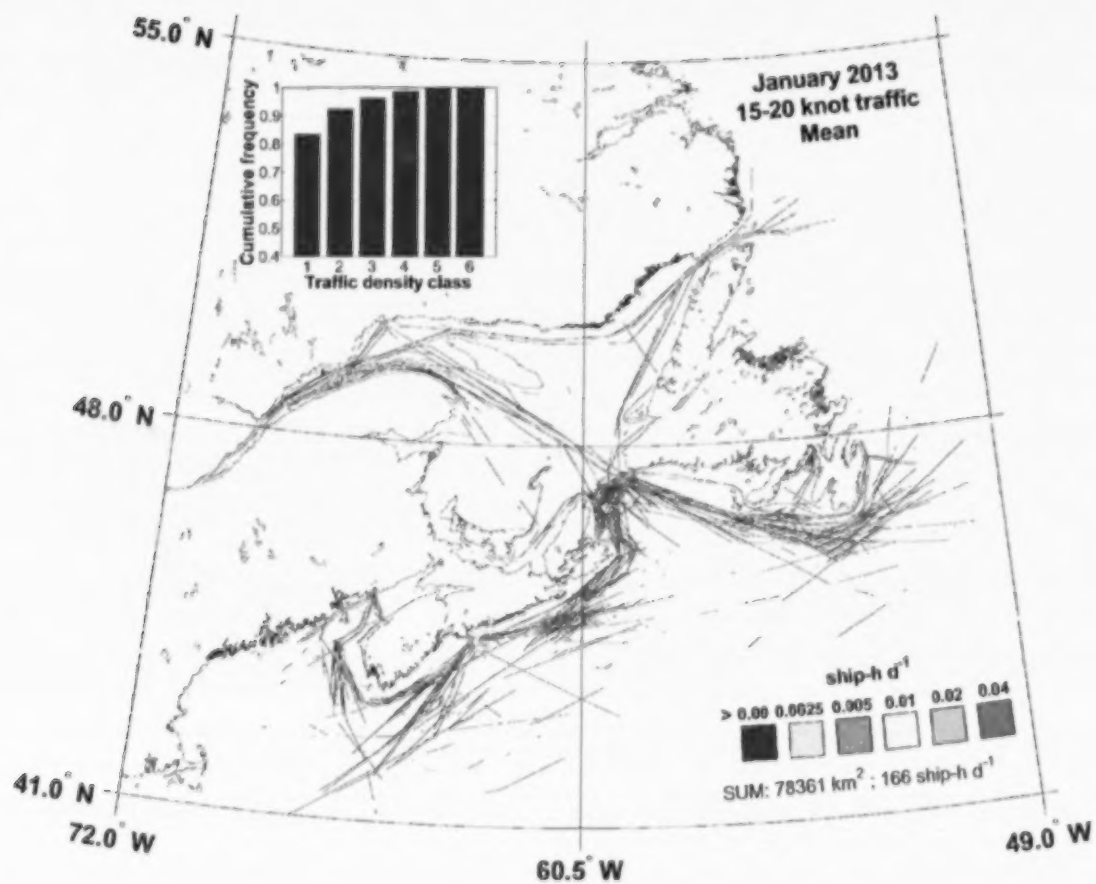 55.0° N
January 2013
15-20 knot traffic
Mean
Cumulative frequency
1
0.9
0.8
0.7
0.6
0.5
0.4
1 2 3 4 5 6
Traffic density class
48.0° N
ship-h d⁻¹
> 0.00 0.0025 0.005 0.01 0.02 0.04
SUM: 78361 km² ; 166 ship-h d⁻¹
41.0° N
72.0° W
60.5° W
49.0° W